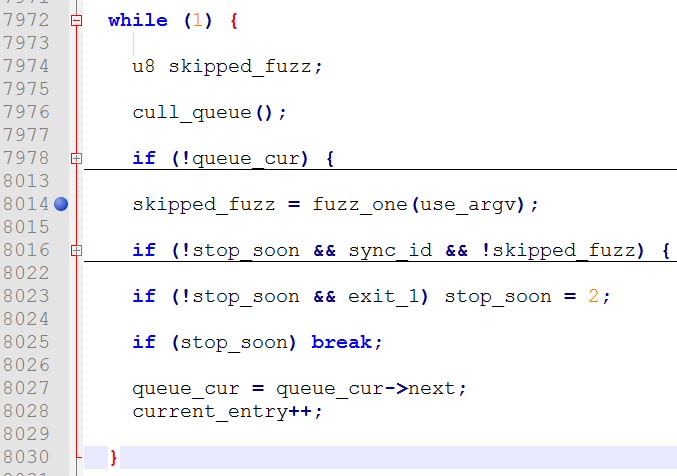 7971
7972 while (1) {
7973
7974 u8 skipped_fuzz;
7975
7976 cull_queue();
7977
7978 if (!queue_cur) {
8013
8014 skipped_fuzz = fuzz_one(use_argv);
8015
8016 if (!stop_soon && sync_id && !skipped_fuzz) {
8022
8023 if (!stop_soon && exit_1) stop_soon = 2;
8024
8025 if (stop_soon) break;
8026
8027 queue_cur = queue_cur->next;
8028 current_entry++;
8029
8030 }
8031